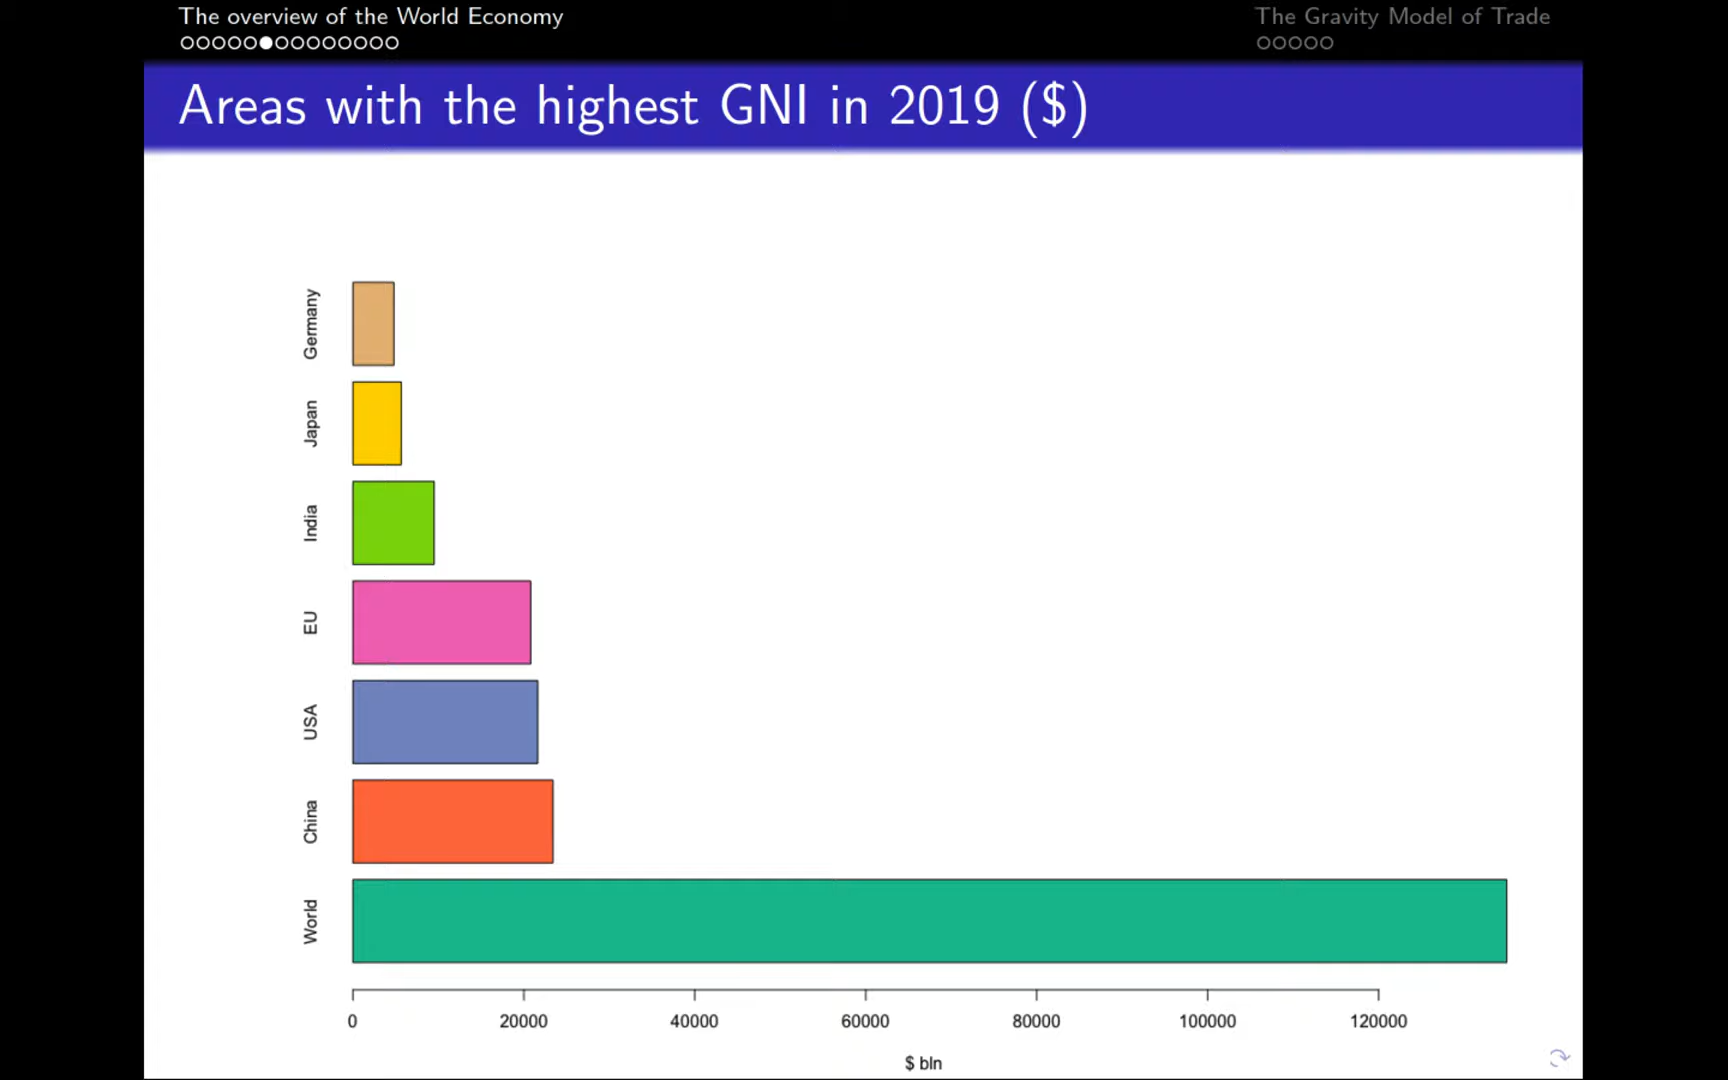 The overview of the World Economy
The Gravity Model of Trade
Areas with the highest GNI in 2019 ($)
Germany
Japan
India
EU
USA
China
World
0 20000 40000 60000 80000 100000 120000
$ bln